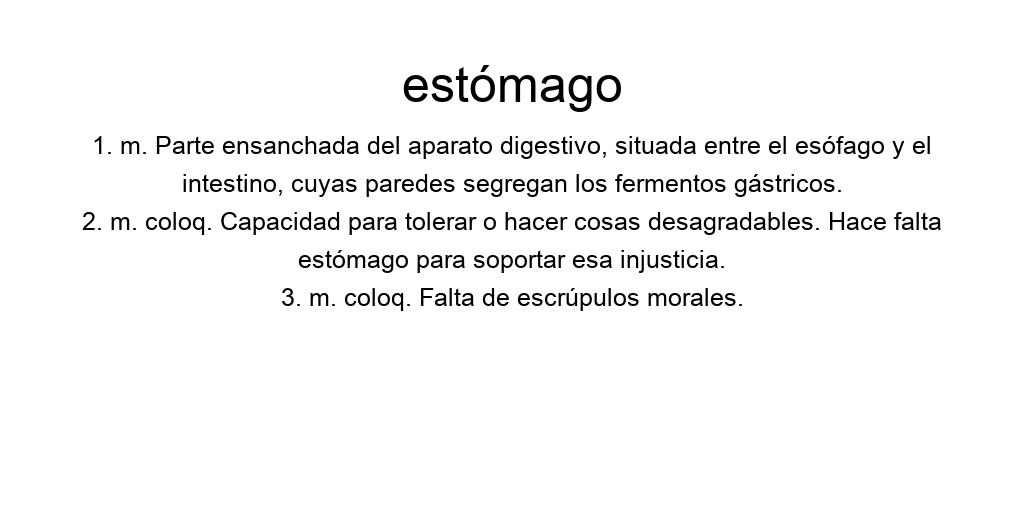 estómago
1. m. Parte ensanchada del aparato digestivo, situada entre el esófago y el
intestino, cuyas paredes segregan los fermentos gástricos.
2. m. coloq. Capacidad para tolerar o hacer cosas desagradables. Hace falta
estómago para soportar esa injusticia.
3. m. coloq. Falta de escrúpulos morales.